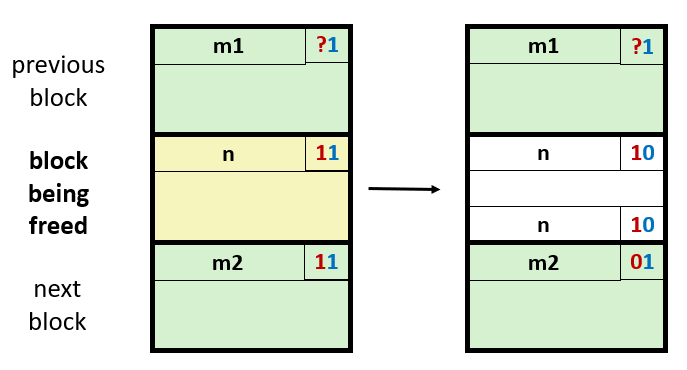 m1 ?1
previous
block
n 11
block
being
freed
m2 11
next
block
m1 ?1
n 10
n 10
m2 01